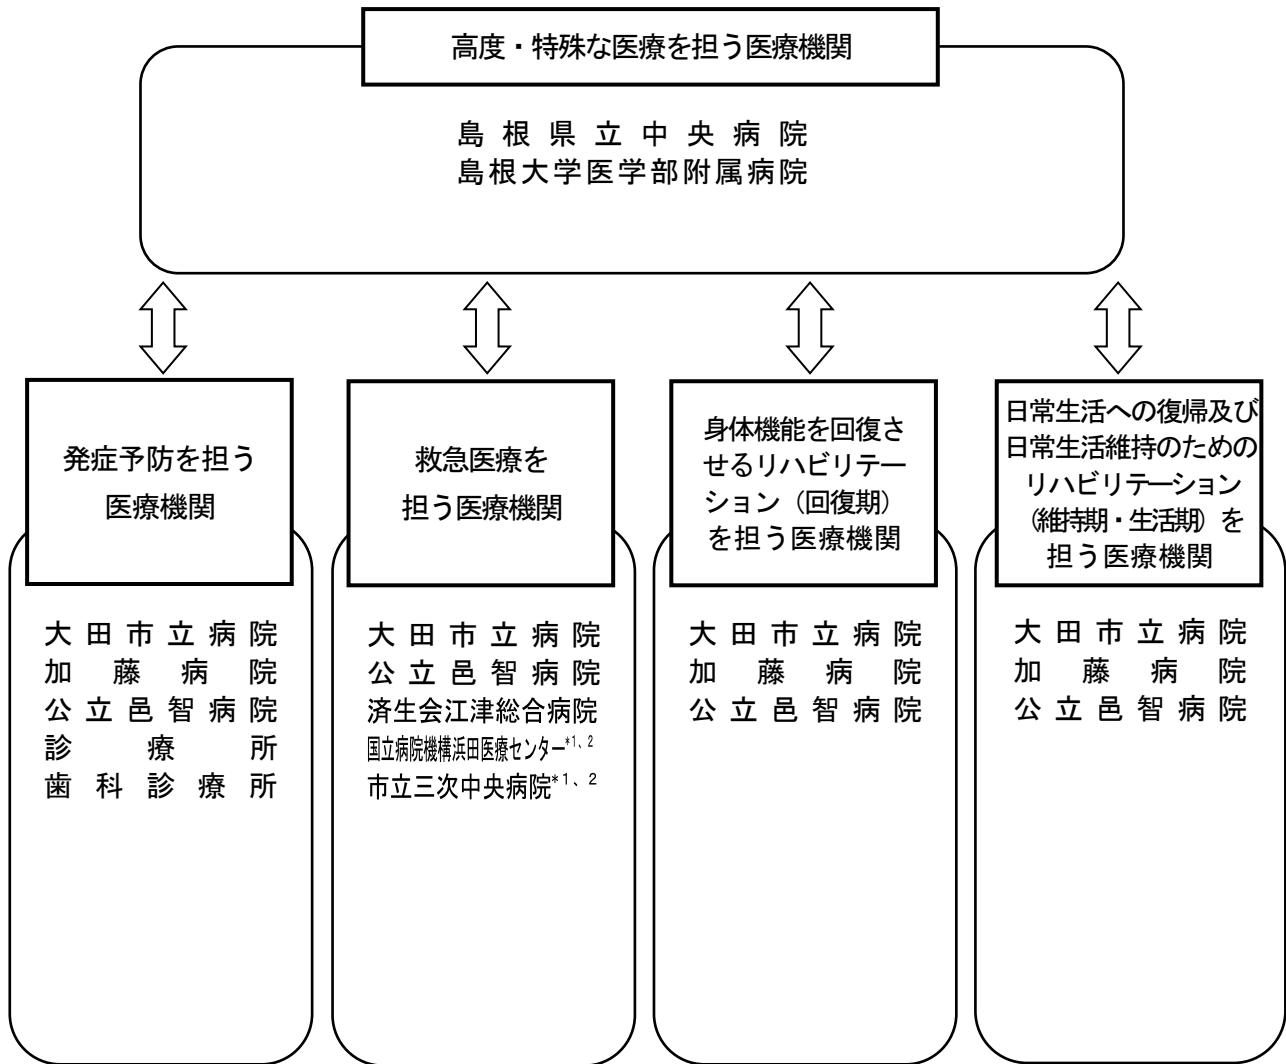 高度・特殊な医療を担う医療機関
島根県立中央病院
島根大学医学部附属病院
発症予防を担う
医療機関
大田市立病院
加藤病院
公立邑智病院
診療所
歯科診療所
救急医療を
担う医療機関
大田市立病院
公立邑智病院
済生会江津総合病院
国立病院機構浜田医療センター*1、2
市立三次中央病院*1、2
身体機能を回復さ
せるリハビリテー
ション（回復期）
を担う医療機関
大田市立病院
加藤病院
公立邑智病院
日常生活への復帰及び
日常生活維持のための
リハビリテーション
（維持期・生活期）を
担う医療機関
大田市立病院
加藤病院
公立邑智病院